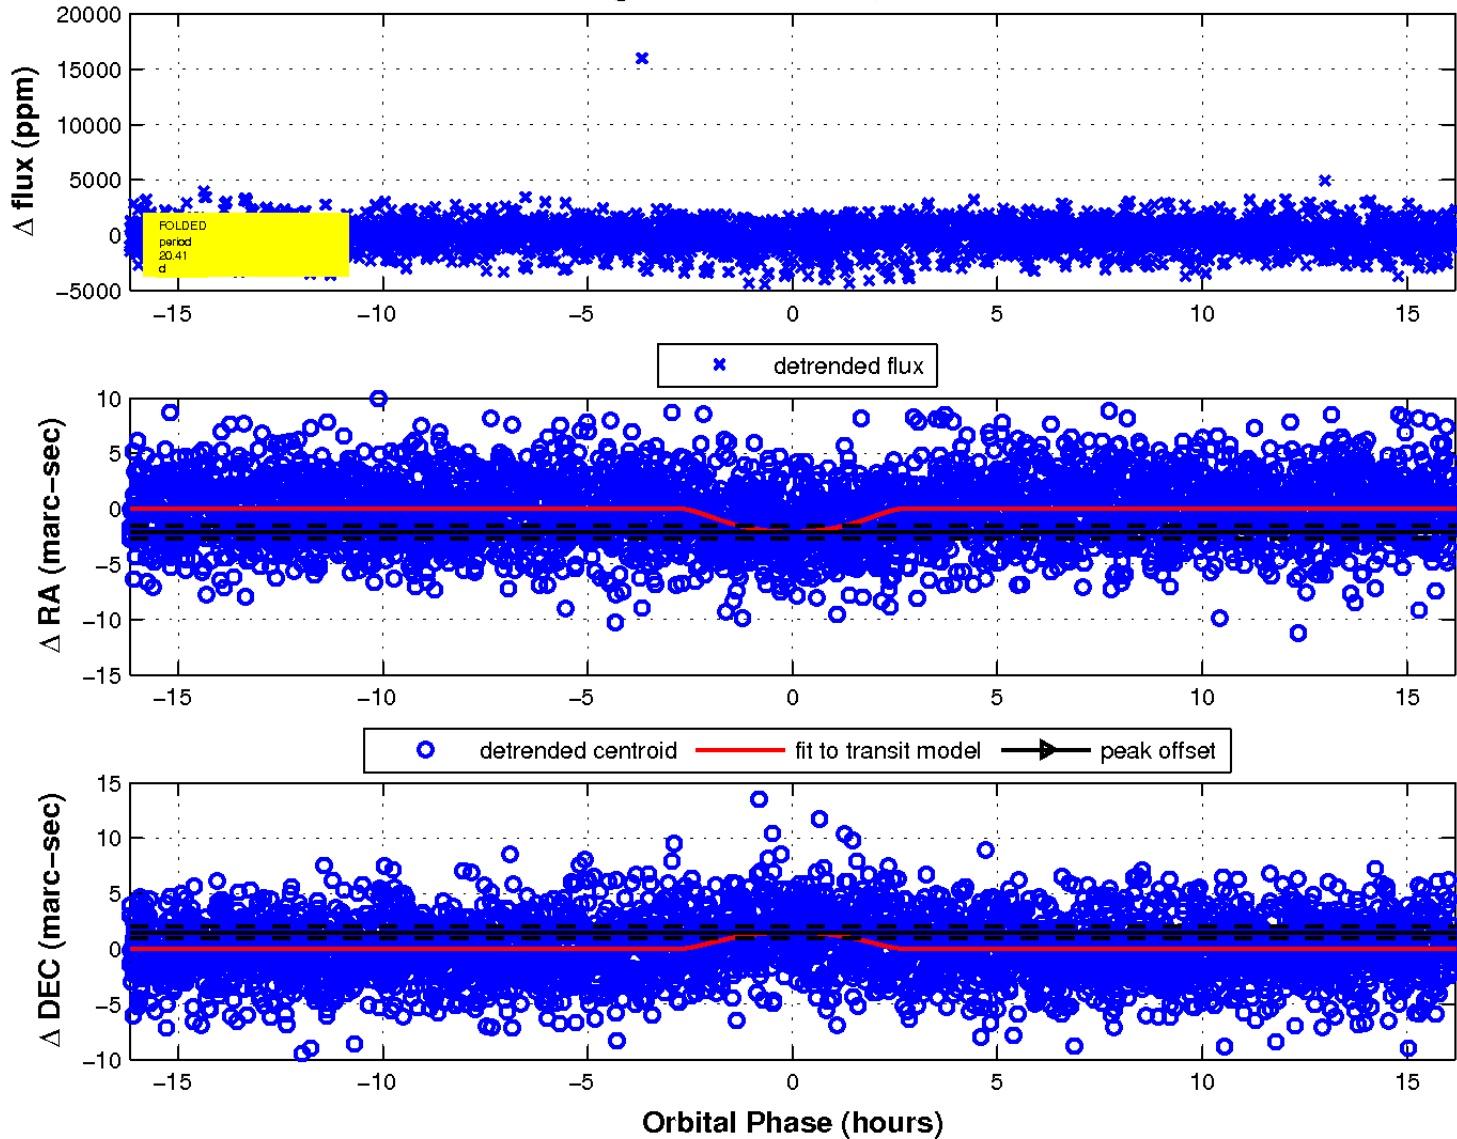 20000
15000
10000
5000
0
−5000
Δ flux (ppm)
FOLDED
period
20.41
d
−15 −10 −5 0 5 10 15
detrended flux
10
5
0
−5
−10
−15
Δ RA (marc−sec)
−15 −10 −5 0 5 10 15
detrended centroid fit to transit model peak offset
15
10
5
0
−5
−10
Δ DEC (marc−sec)
−15 −10 −5 0 5 10 15
Orbital Phase (hours)